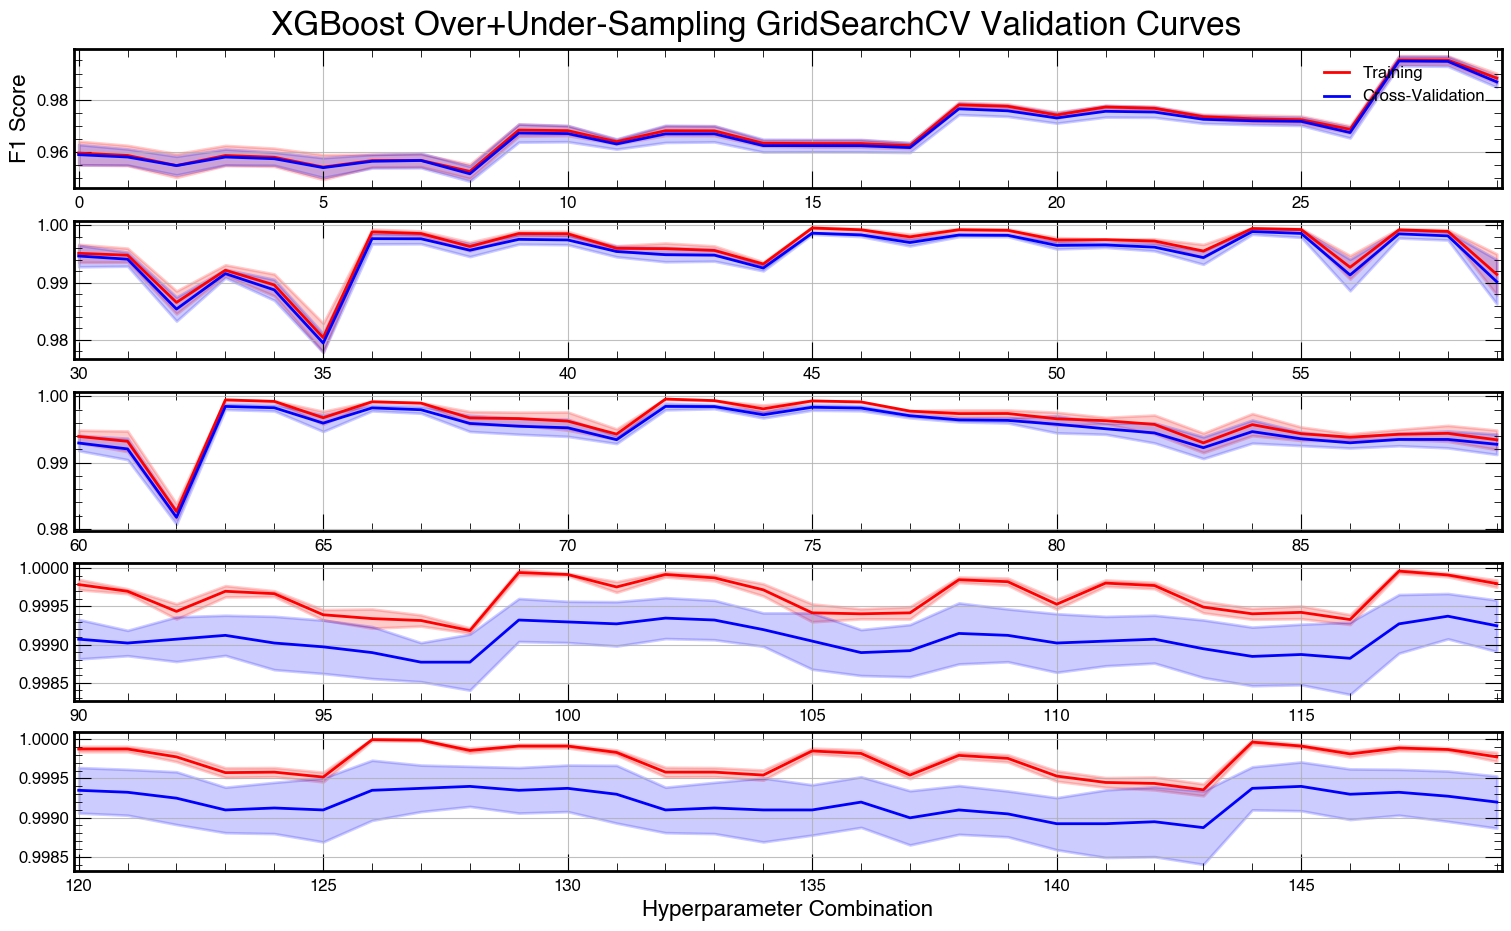 XGBoost Over+Under-Sampling GridSearchCV Validation Curves
F1 Score
0.98
0.96
Training
Cross-Validation
0 5 10 15 20 25
1.00
0.99
0.98
30 35 40 45 50 55
1.00
0.99
0.98
60 65 70 75 80 85
1.0000
0.9995
0.9990
0.9985
90 95 100 105 110 115
1.0000
0.9995
0.9990
0.9985
120 125 130 135 140 145
Hyperparameter Combination